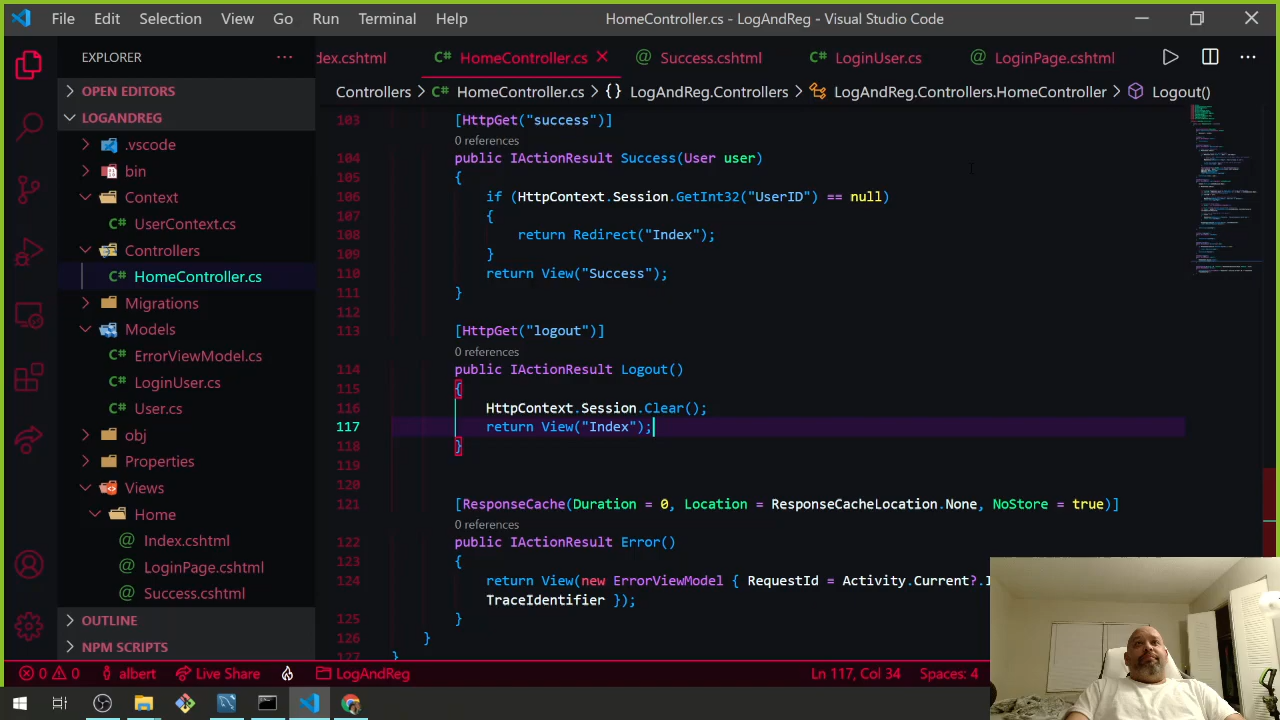 File Edit Selection View Go Run Terminal Help HomeController.cs - LogAndReg - Visual Studio Code
EXPLORER
OPEN EDITORS
LOGANDREG
.vscode
bin
Context
UserContext.cs
Controllers
HomeController.cs
Migrations
Models
ErrorViewModel.cs
LoginUser.cs
User.cs
obj
Properties
Views
Home
Index.cshtml
LoginPage.cshtml
Success.cshtml
OUTLINE
NPM SCRIPTS
dex.cshtml C# HomeController.cs @ Success.cshtml C# LoginUser.cs @ LoginPage.cshtml
Controllers > C# HomeController.cs > {} LogAndReg.Controllers > LogAndReg.Controllers.HomeController > Logout()
103 [HttpGet("success")]
0 references
104 public IActionResult Success(User user)
105 {
106 if (HttpContext.Session.GetInt32("UserID") == null)
107 {
108 return Redirect("Index");
109 }
110 return View("Success");
111 }
112
113 [HttpGet("logout")]
0 references
114 public IActionResult Logout()
115 {
116 HttpContext.Session.Clear();
117 return View("Index");
118 }
119
120
121 [ResponseCache(Duration = 0, Location = ResponseCacheLocation.None, NoStore = true)]
0 references
122 public IActionResult Error()
123 {
124 return View(new ErrorViewModel { RequestId = Activity.Current?.I
TraceIdentifier });
125 }
126 }
127 }
0 0 albert Live Share LogAndReg Ln 117, Col 34 Spaces: 4